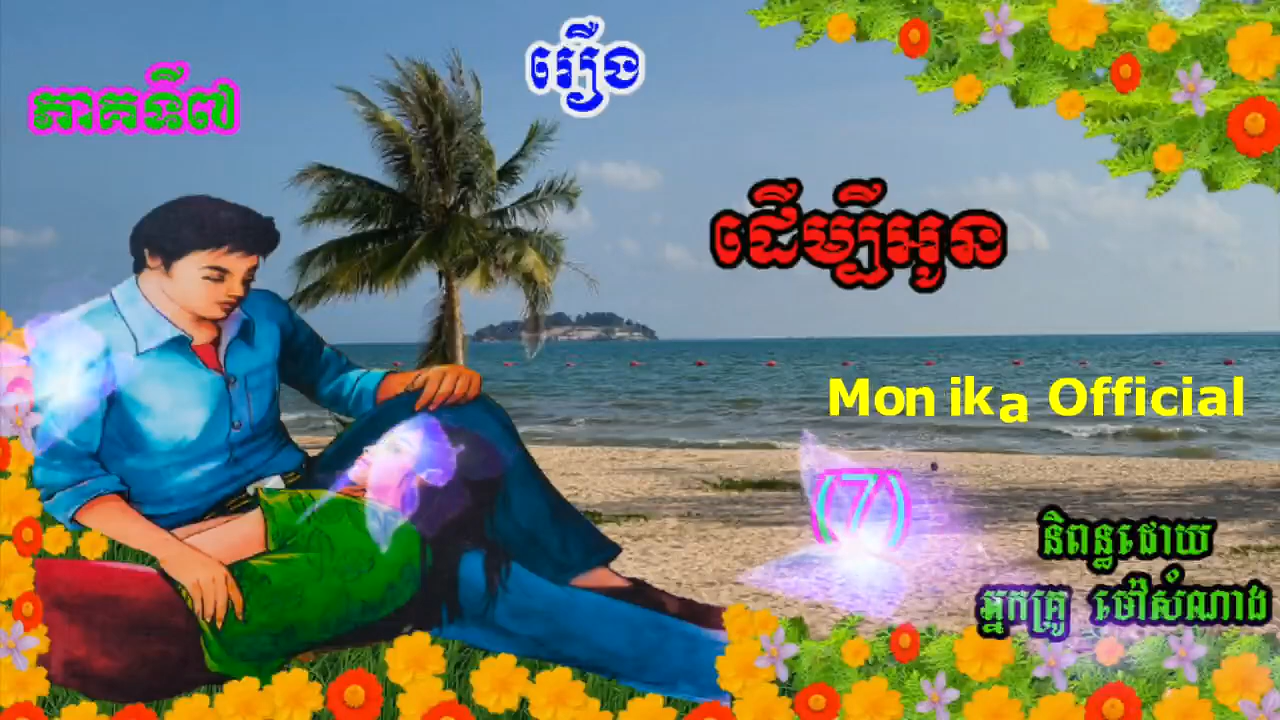 រឿង
ភាគទី៧
ដើម្បីអូន
Monika Official
(7)
និពន្ធដោយ
អ្នកគ្រូ ម៉ៅសំណាង